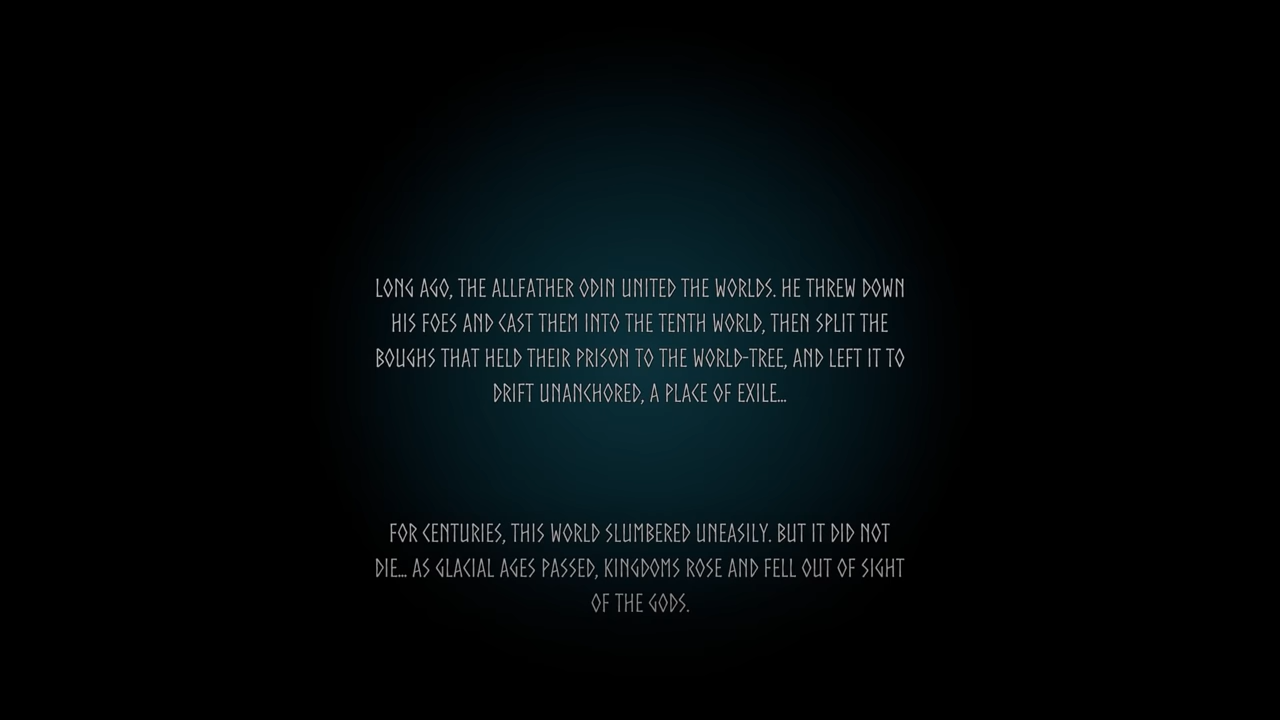 LONG AGO, THE ALLFATHER ODIN UNITED THE WORLDS. HE THREW DOWN
HIS FOES AND CAST THEM INTO THE TENTH WORLD, THEN SPLIT THE
BOUGHS THAT HELD THEIR PRISON TO THE WORLD-TREE, AND LEFT IT TO
DRIFT UNANCHORED, A PLACE OF EXILE...
FOR CENTURIES, THIS WORLD SLUMBERED UNEASILY. BUT IT DID NOT
DIE... AS GLACIAL AGES PASSED, KINGDOMS ROSE AND FELL OUT OF SIGHT
OF THE GODS.